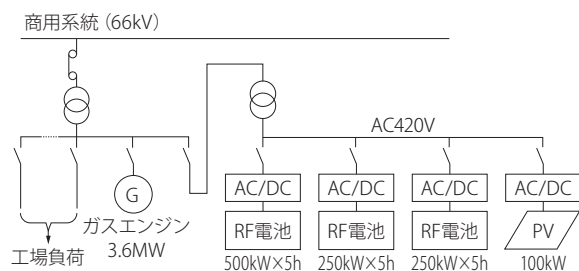 商用系統（66kV）
AC420V
G
ガスエンジン
3.6MW
工場負荷
AC/DC AC/DC AC/DC AC/DC
RF電池 RF電池 RF電池 PV
500kW×5h 250kW×5h 250kW×5h 100kW